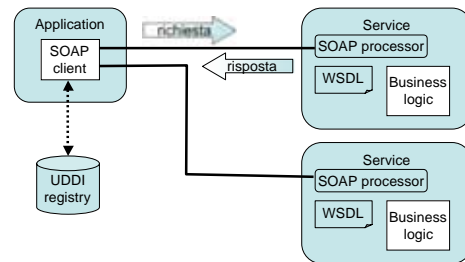 Application
SOAP
client
UDDI
registry
richiesta
risposta
Service
SOAP processor
WSDL
Business
logic
Service
SOAP processor
WSDL
Business
logic